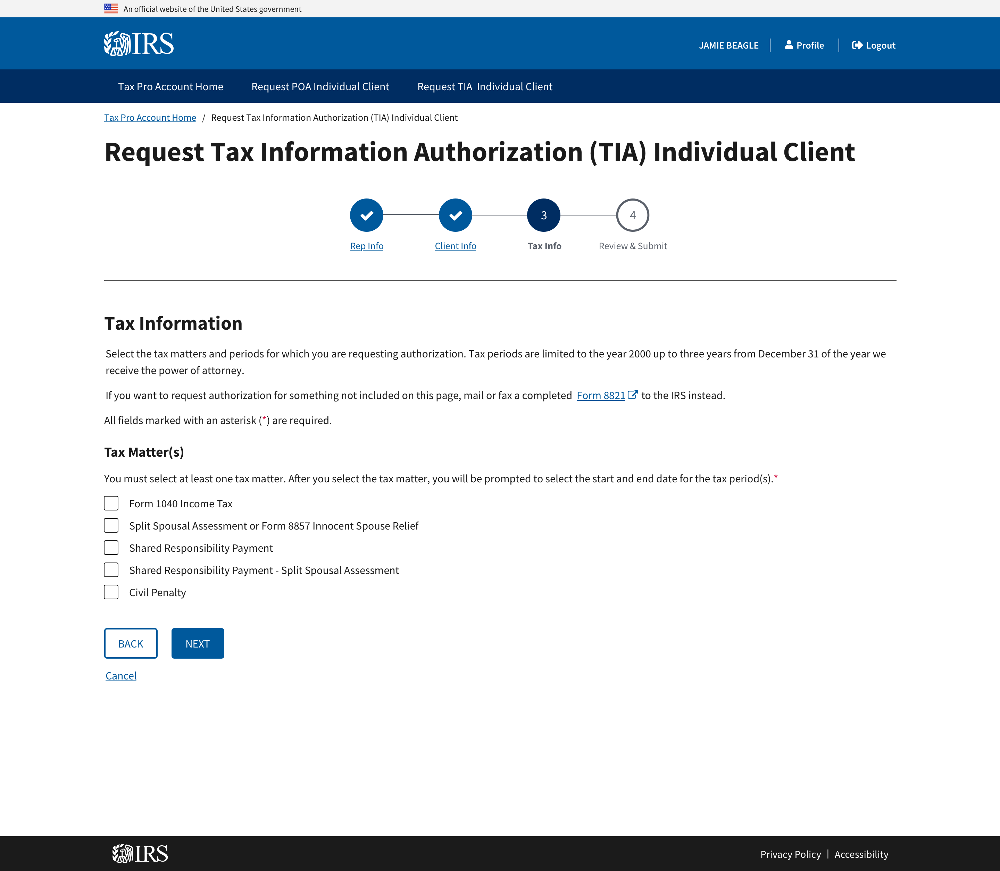 An official website of the United States government
IRS
JAMIE BEAGLE
Profile
Logout
Tax Pro Account Home
Request POA Individual Client
Request TIA Individual Client
Tax Pro Account Home / Request Tax Information Authorization (TIA) Individual Client
Request Tax Information Authorization (TIA) Individual Client
3
4
Rep Info
Client Info
Tax Info
Review & Submit
Tax Information
Select the tax matters and periods for which you are requesting authorization. Tax periods are limited to the year 2000 up to three years from December 31 of the year we
receive the power of attorney.
If you want to request authorization for something not included on this page, mail or fax a completed Form 8821 to the IRS instead.
All fields marked with an asterisk (*) are required.
Tax Matter(s)
You must select at least one tax matter. After you select the tax matter, you will be prompted to select the start and end date for the tax period(s).*
Form 1040 Income Tax
Split Spousal Assessment or Form 8857 Innocent Spouse Relief
Shared Responsibility Payment
Shared Responsibility Payment - Split Spousal Assessment
Civil Penalty
BACK
NEXT
Cancel
IRS
Privacy Policy | Accessibility